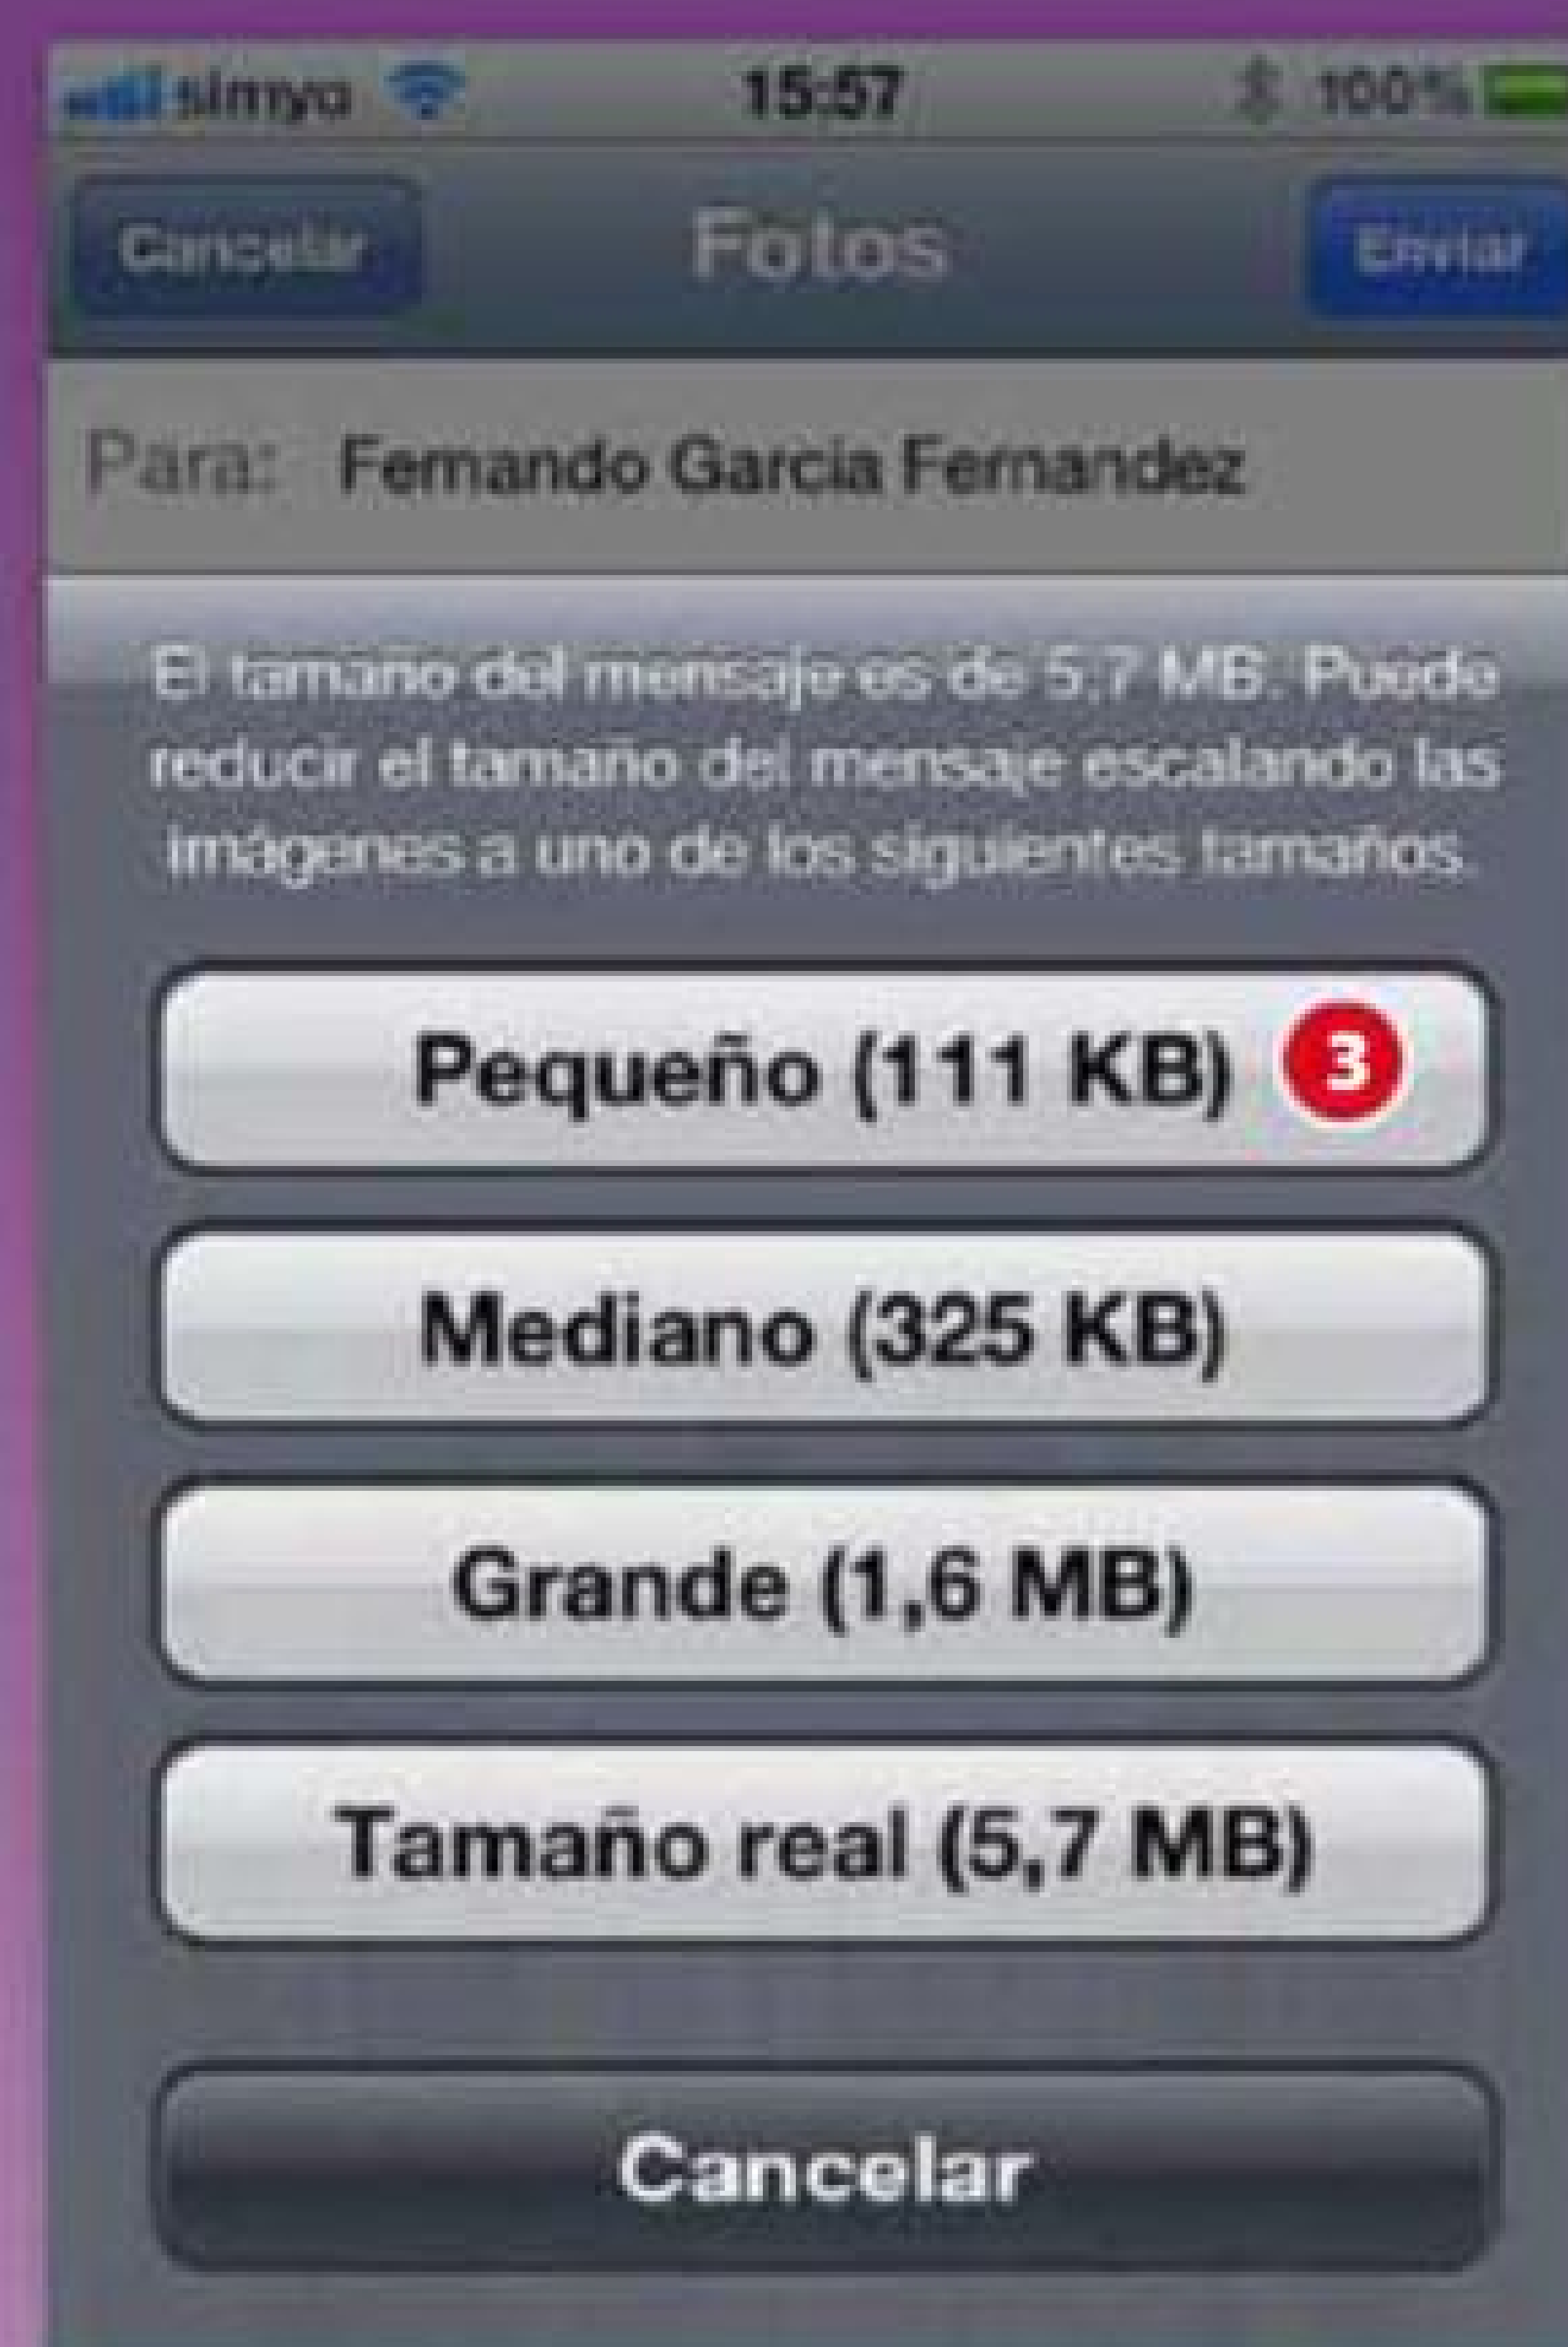 simyo 15:57 100%
Cancelar Fotos Enviar
Para: Fernando Garcia Fernandez
El tamaño del mensaje es de 5,7 MB. Puede
reducir el tamaño del mensaje escalando las
imágenes a uno de los siguientes tamaños.
Pequeño (111 KB) 3
Mediano (325 KB)
Grande (1,6 MB)
Tamaño real (5,7 MB)
Cancelar